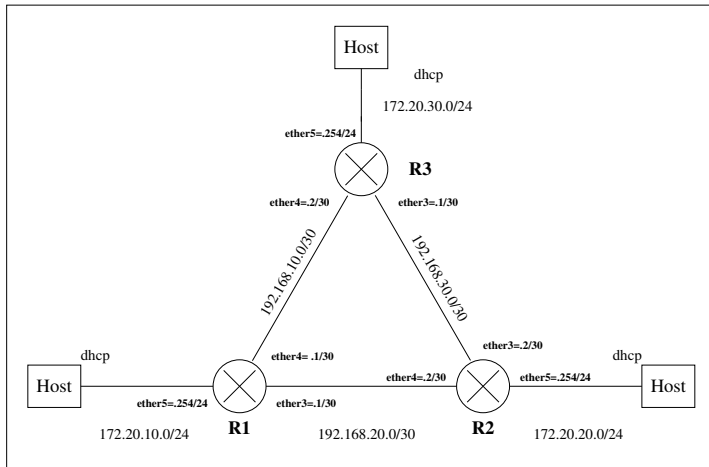 Host
dhcp
172.20.30.0/24
ether5=.254/24
R3
ether4=.2/30
ether3=.1/30
192.168.10.0/30
192.168.30.0/30
ether3=.2/30
dhcp
ether4= .1/30
ether4=.2/30
dhcp
Host
ether5=.254/24
Host
ether5=.254/24
ether3=.1/30
R1
R2
172.20.10.0/24
192.168.20.0/30
172.20.20.0/24